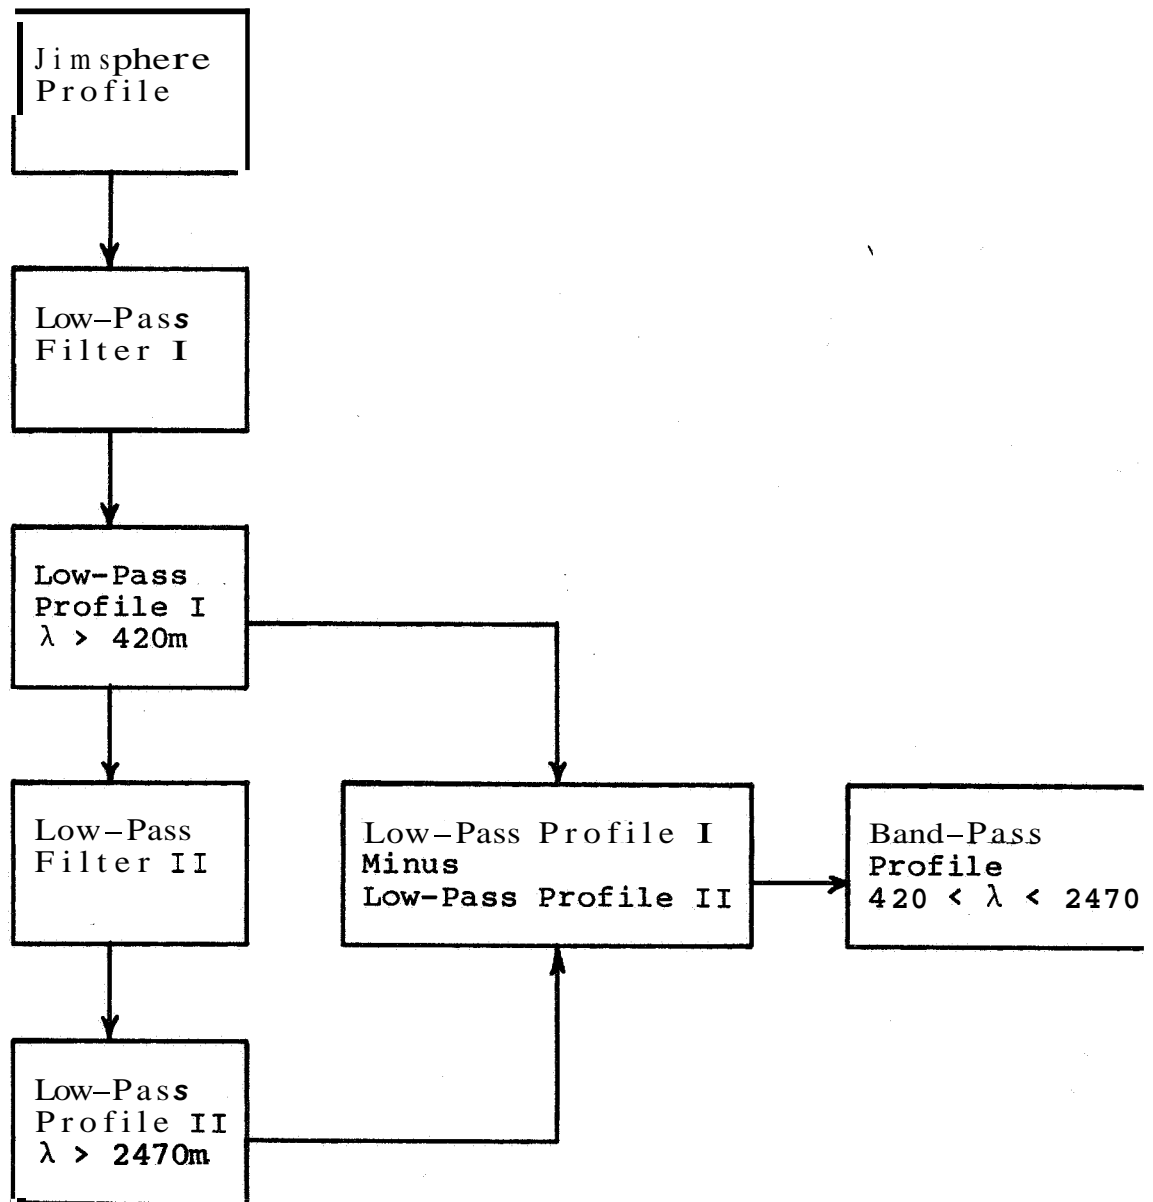 Jimsphere
Profile
Low-Pass
Filter I
Low-Pass
Profile I
λ > 420m
Low-Pass
Filter II
Low-Pass Profile I
Minus
Low-Pass Profile II
Band-Pass
Profile
420 < λ < 2470
Low-Pass
Profile II
λ > 2470m